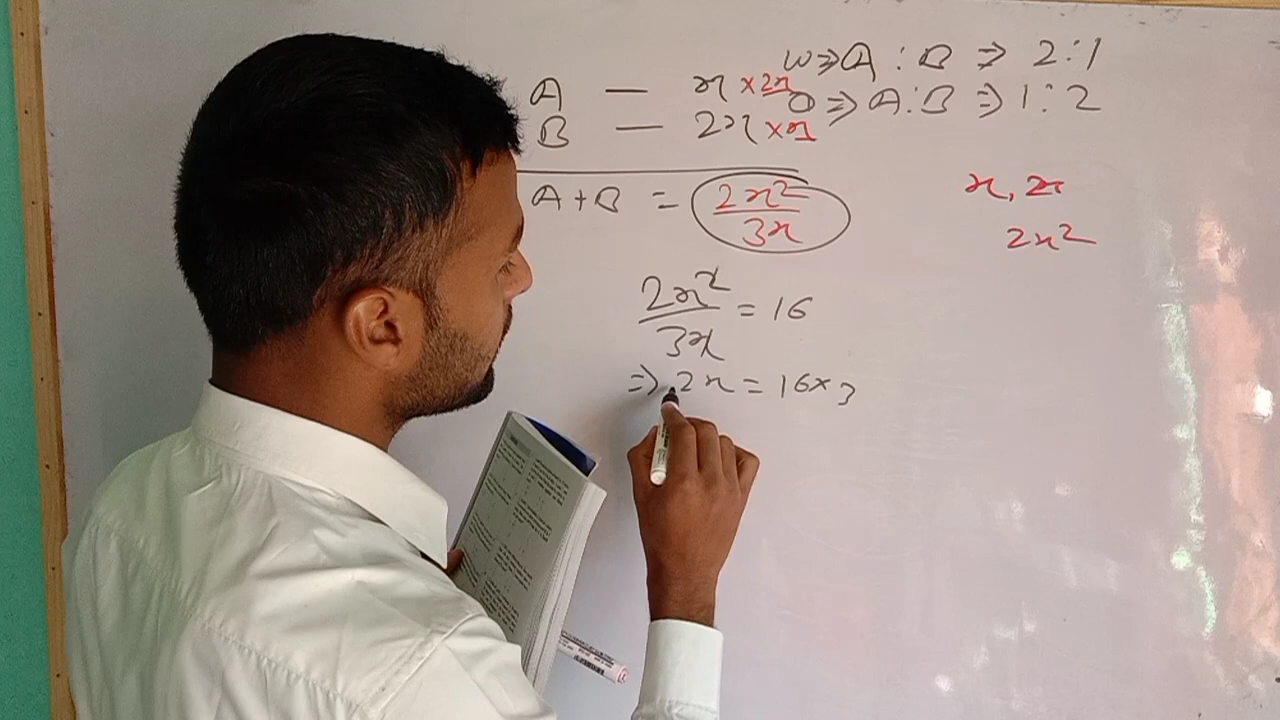 W ⇒ A : B ⇒ 2 : 1
D ⇒ A : B ⇒ 1 : 2
A — x ×2x
B — 2x ×x
A + B = 2x²/3x
x, 2x
2x²
2x²/3x = 16
⇒ 2x = 16 × 3